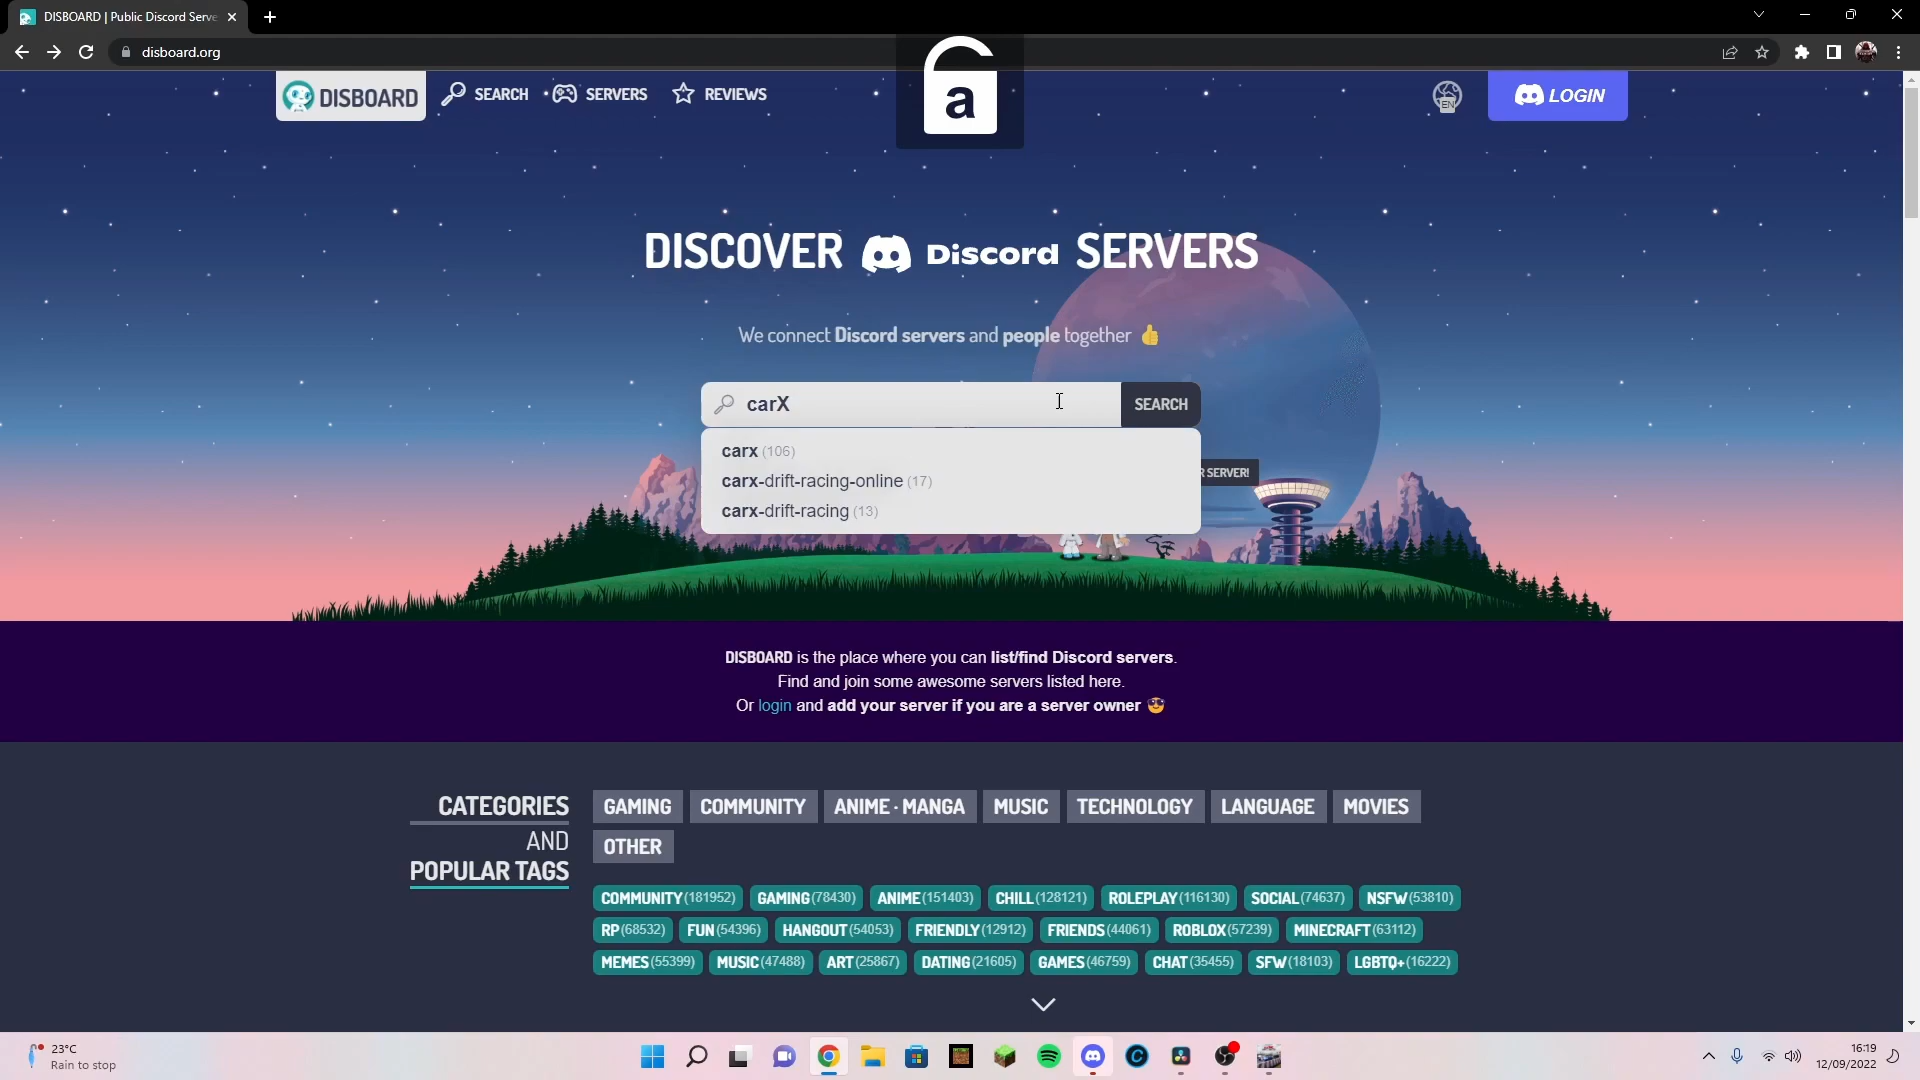 DISBOARD | Public Discord Serve
disboard.org
DISBOARD
SEARCH
SERVERS
REVIEWS
a
EN
LOGIN
DISCOVER Discord SERVERS
We connect Discord servers and people together 👍
carX
SEARCH
carx (106)
carx-drift-racing-online (17)
R SERVER!
carx-drift-racing (13)
DISBOARD is the place where you can list/find Discord servers.
Find and join some awesome servers listed here.
Or login and add your server if you are a server owner 😎
CATEGORIES
AND
POPULAR TAGS
GAMING COMMUNITY ANIME · MANGA MUSIC TECHNOLOGY LANGUAGE MOVIES
OTHER
COMMUNITY(181952) GAMING(78430) ANIME(151403) CHILL(128121) ROLEPLAY(116130) SOCIAL(74637) NSFW(53810)
RP(68532) FUN(54396) HANGOUT(54053) FRIENDLY(12912) FRIENDS(44061) ROBLOX(57239) MINECRAFT(63112)
MEMES(55399) MUSIC(47488) ART(25867) DATING(21605) GAMES(46759) CHAT(35455) SFW(18103) LGBTQ+(16222)
23°C
Rain to stop
16:19
12/09/2022